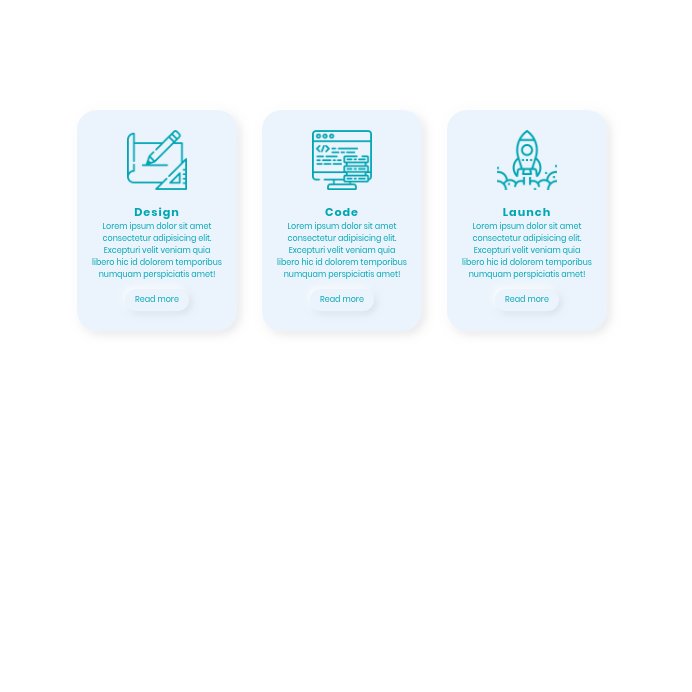 Design
Lorem ipsum dolor sit amet
consectetur adipisicing elit.
Excepturi velit veniam quia
libero hic id dolorem temporibus
numquam perspiciatis amet!
Read more
Code
Lorem ipsum dolor sit amet
consectetur adipisicing elit.
Excepturi velit veniam quia
libero hic id dolorem temporibus
numquam perspiciatis amet!
Read more
Launch
Lorem ipsum dolor sit amet
consectetur adipisicing elit.
Excepturi velit veniam quia
libero hic id dolorem temporibus
numquam perspiciatis amet!
Read more